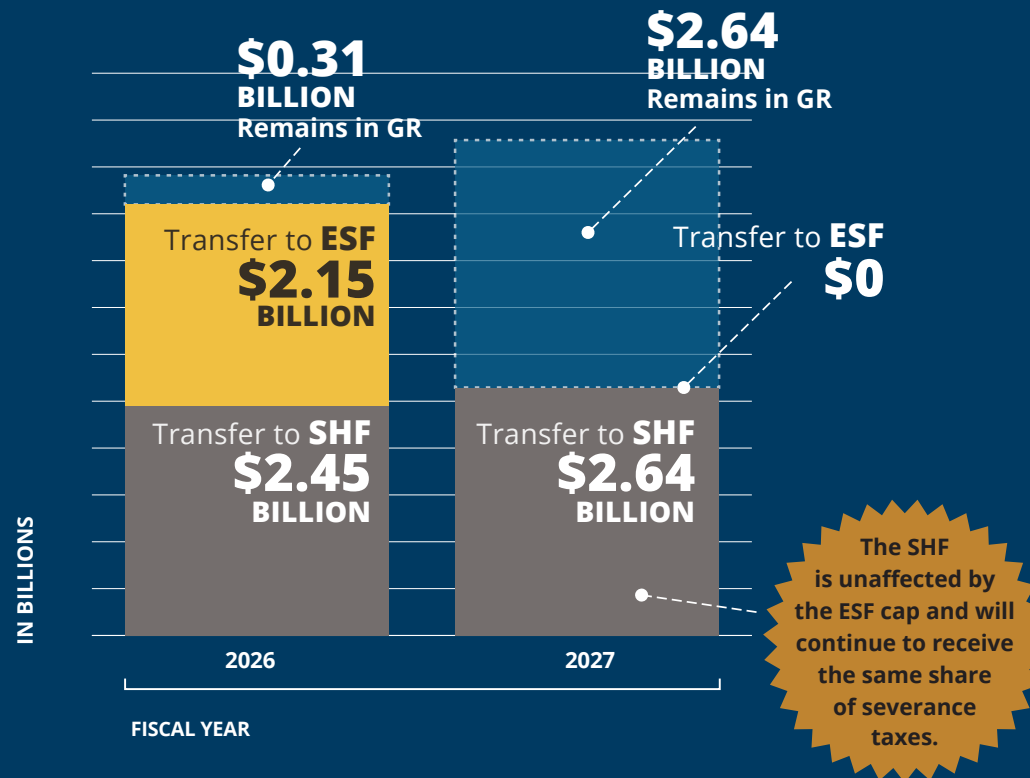 $0.31
BILLION
Remains in GR
$2.64
BILLION
Remains in GR
Transfer to ESF
$2.15
BILLION
Transfer to ESF
$0
Transfer to SHF
$2.45
BILLION
Transfer to SHF
$2.64
BILLION
The SHF
is unaffected by
the ESF cap and will
continue to receive
the same share
of severance
taxes.
IN BILLIONS
2026
2027
FISCAL YEAR